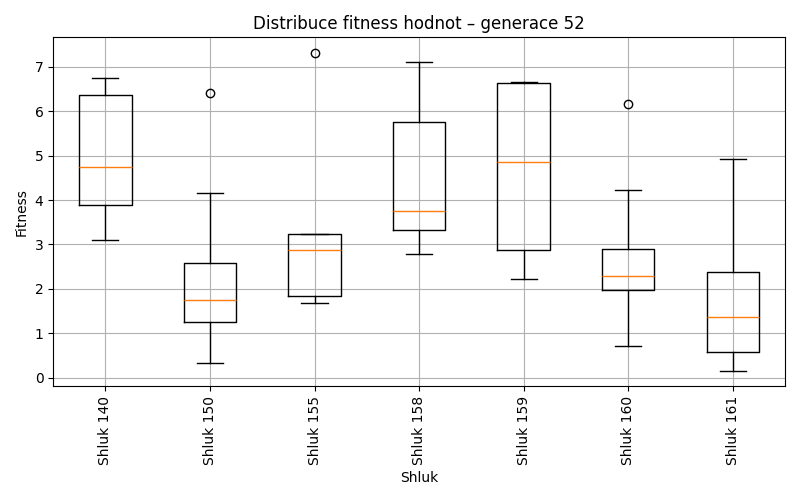 Distribuce fitness hodnot – generace 52
Fitness
7
6
5
4
3
2
1
0
Shluk 140
Shluk 150
Shluk 155
Shluk 158
Shluk 159
Shluk 160
Shluk 161
Shluk